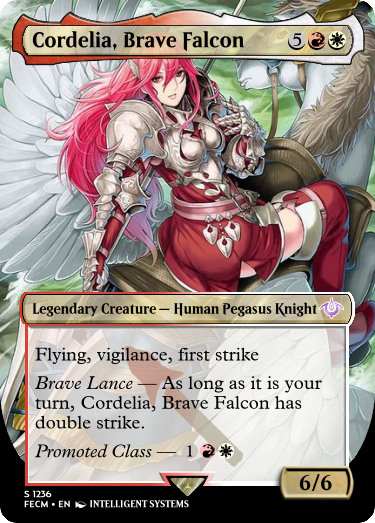 Cordelia, Brave Falcon 5
Legendary Creature — Human Pegasus Knight
Flying, vigilance, first strike
Brave Lance — As long as it is your
turn, Cordelia, Brave Falcon has
double strike.
Promoted Class — 1
6/6
S 1236
FECM • EN INTELLIGENT SYSTEMS